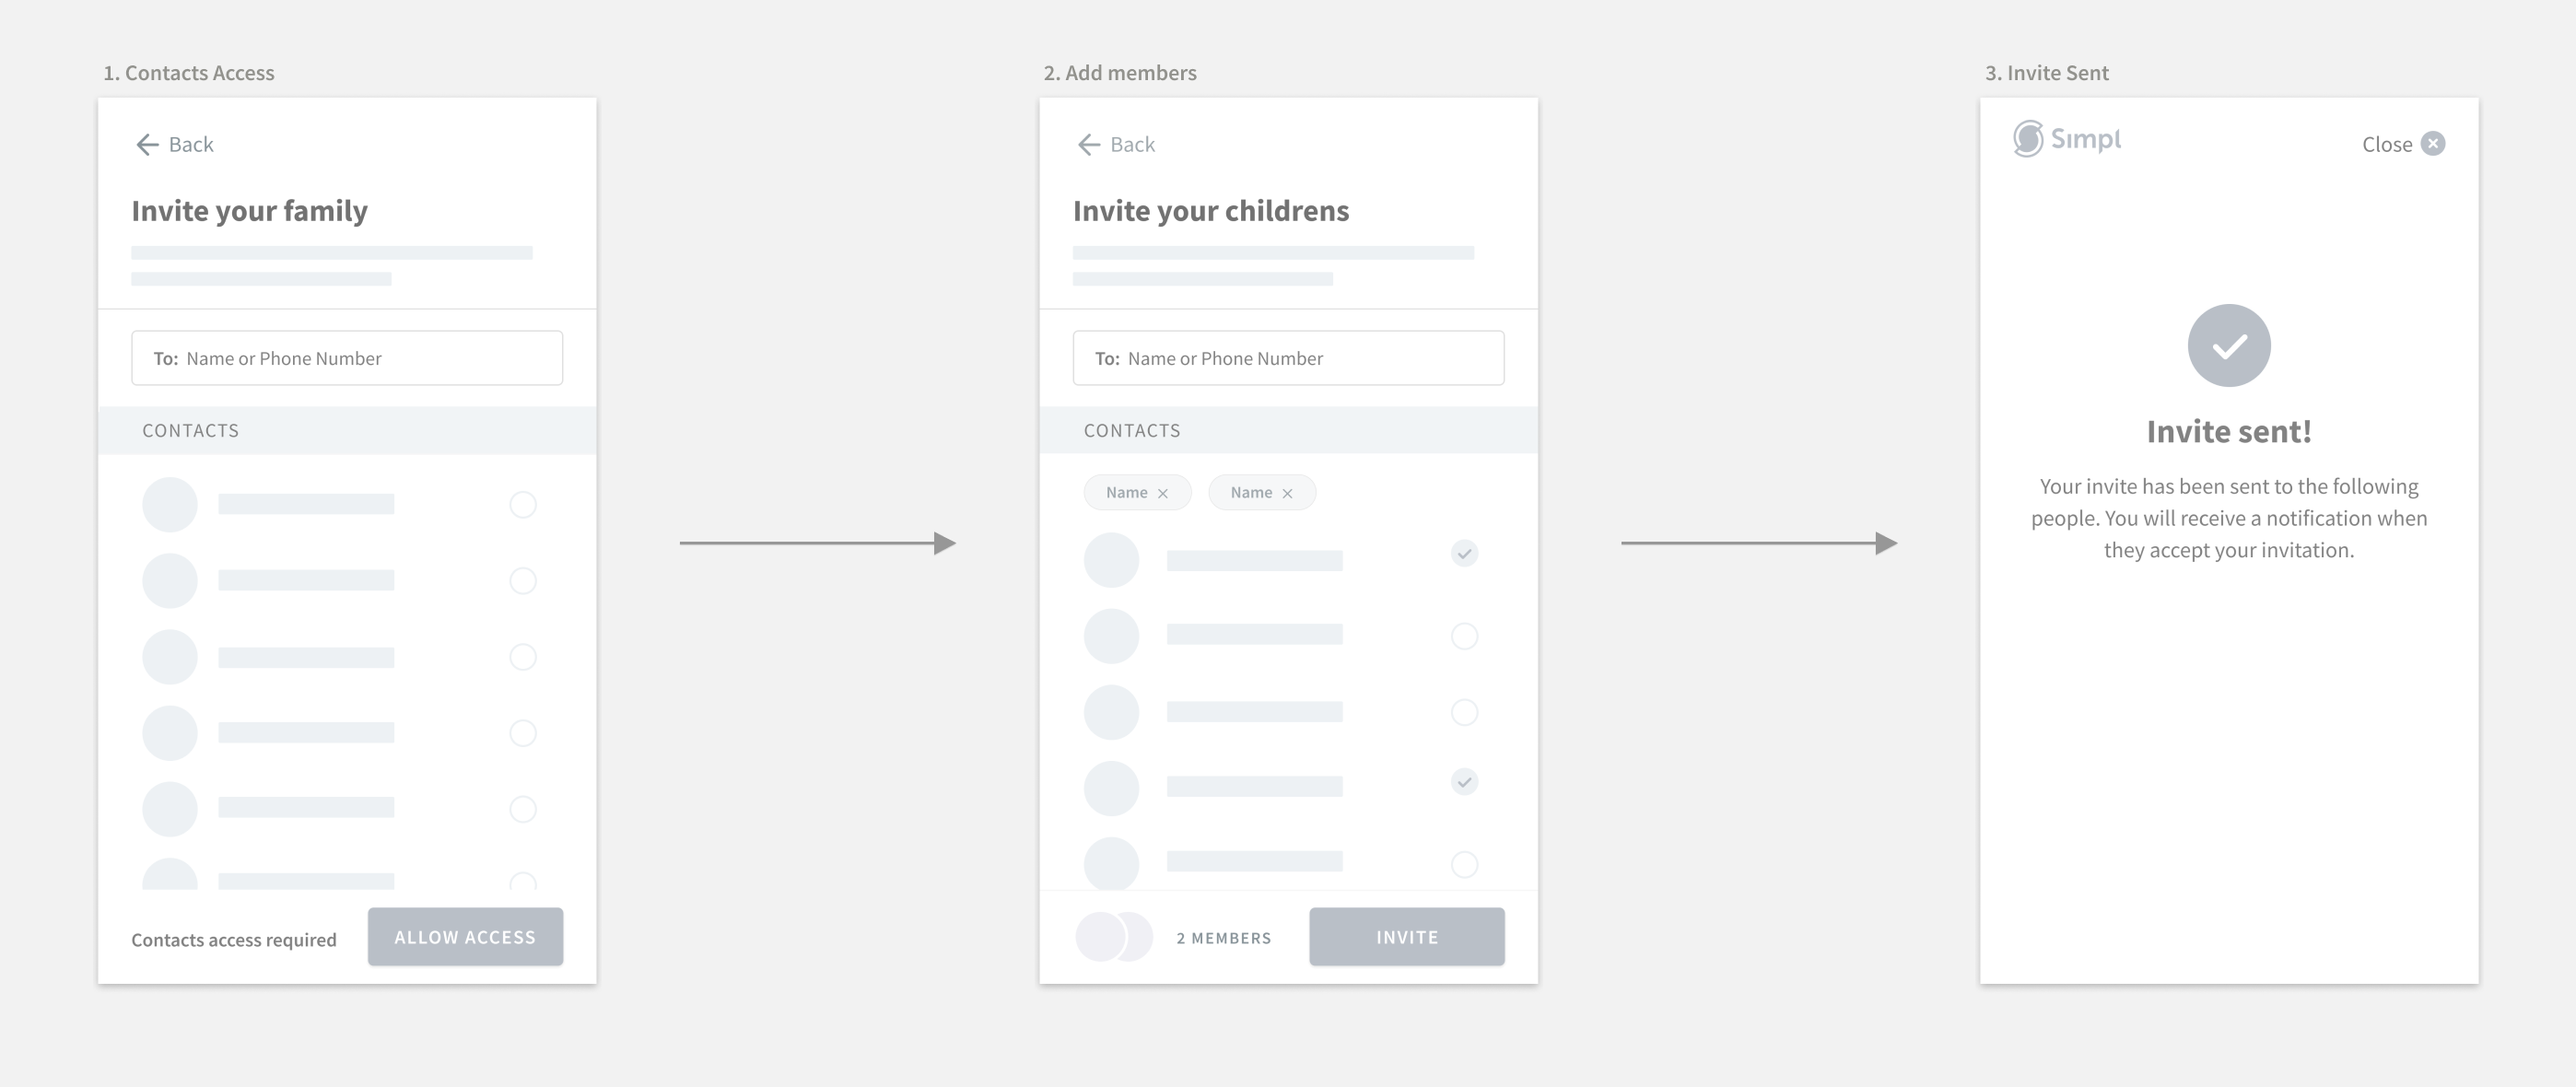 1. Contacts Access
Back
Invite your family
To: Name or Phone Number
CONTACTS
Contacts access required
ALLOW ACCESS
2. Add members
Back
Invite your childrens
To: Name or Phone Number
CONTACTS
Name
Name
2 MEMBERS
INVITE
3. Invite Sent
Simpl
Close
Invite sent!
Your invite has been sent to the following
people. You will receive a notification when
they accept your invitation.